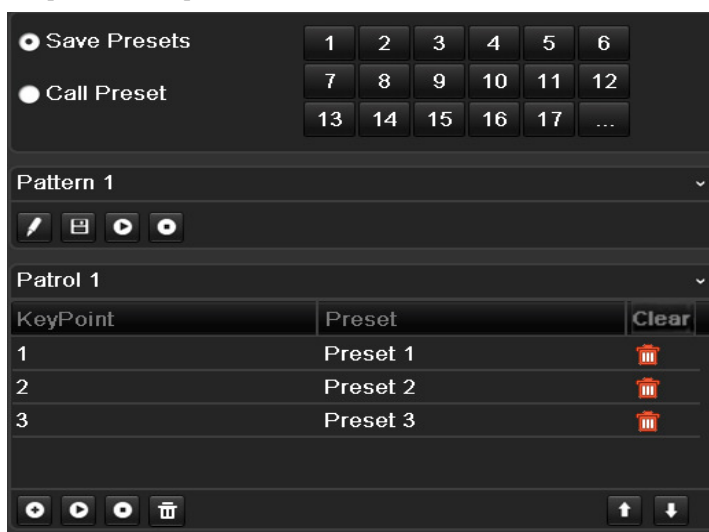 Save Presets
1 2 3 4 5 6
Call Preset
7 8 9 10 11 12
13 14 15 16 17 ...
Pattern 1
Patrol 1
KeyPoint Preset Clear
1 Preset 1
2 Preset 2
3 Preset 3